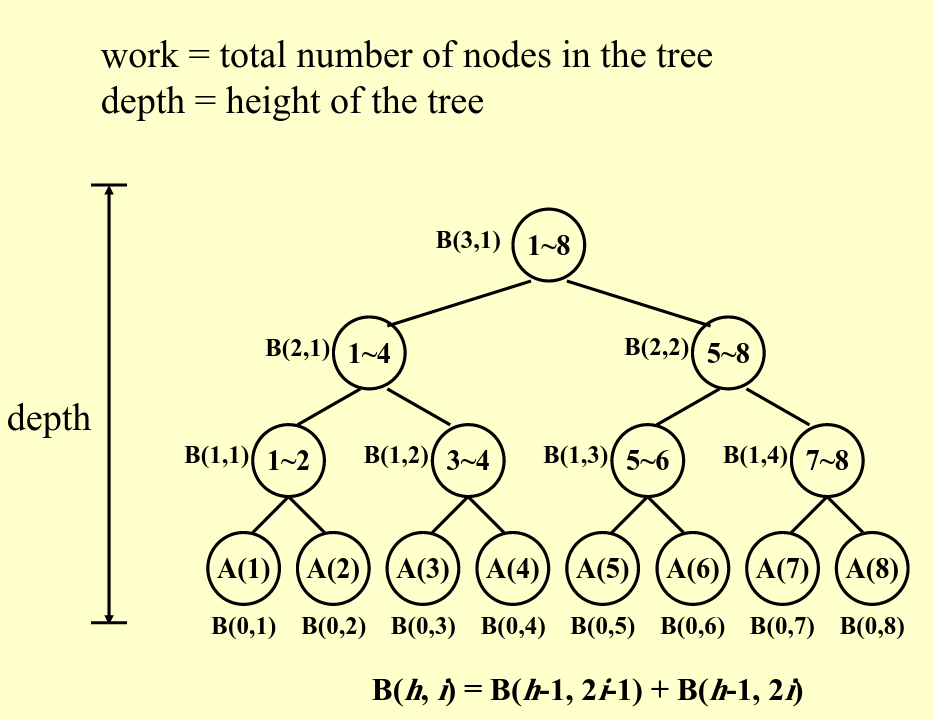 work = total number of nodes in the tree
depth = height of the tree
B(3,1) 1~8
B(2,1) 1~4 B(2,2) 5~8
depth
B(1,1) 1~2 B(1,2) 3~4 B(1,3) 5~6 B(1,4) 7~8
A(1) A(2) A(3) A(4) A(5) A(6) A(7) A(8)
B(0,1) B(0,2) B(0,3) B(0,4) B(0,5) B(0,6) B(0,7) B(0,8)
B(h, i) = B(h-1, 2i-1) + B(h-1, 2i)